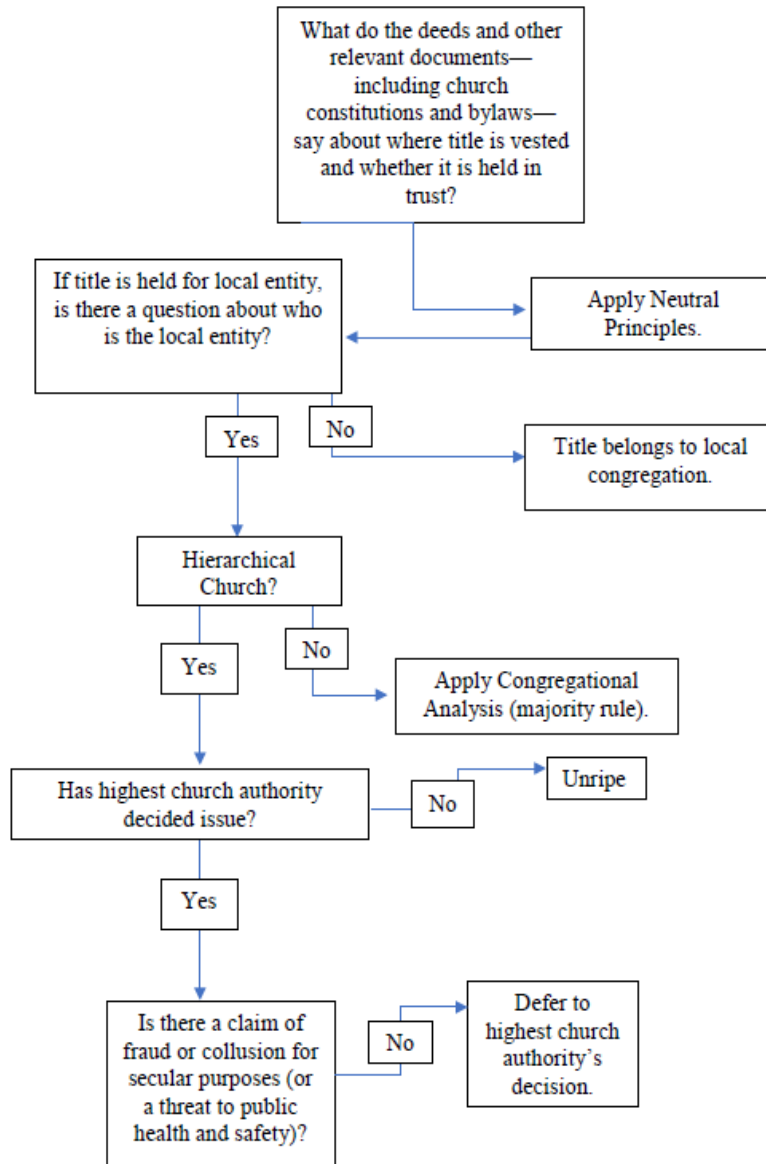 What do the deeds and other
relevant documents—
including church
constitutions and bylaws—
say about where title is vested
and whether it is held in
trust?
If title is held for local entity,
is there a question about who
is the local entity?
Apply Neutral
Principles.
Yes
No
Title belongs to local
congregation.
Hierarchical
Church?
Yes
No
Apply Congregational
Analysis (majority rule).
Has highest church authority
decided issue?
No
Unripe
Yes
Is there a claim of
fraud or collusion for
secular purposes (or
a threat to public
health and safety)?
No
Defer to
highest church
authority’s
decision.